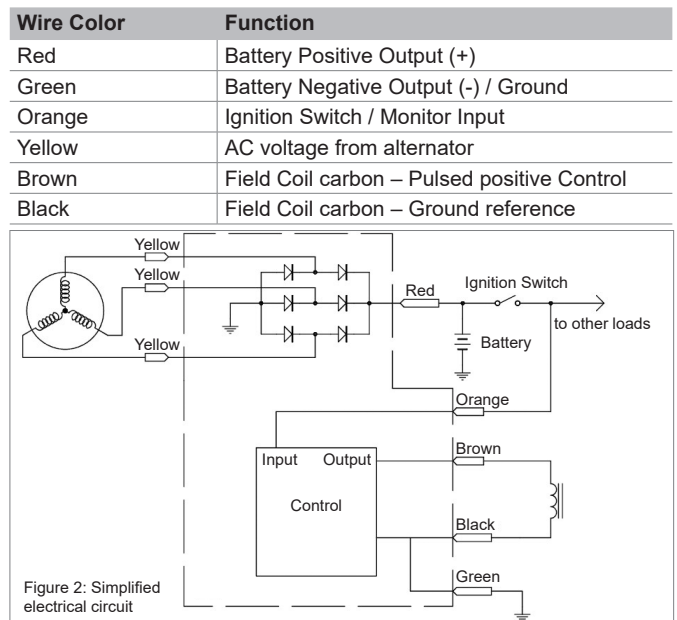 Wire Color Function
Red Battery Positive Output (+)
Green Battery Negative Output (-) / Ground
Orange Ignition Switch / Monitor Input
Yellow AC voltage from alternator
Brown Field Coil carbon – Pulsed positive Control
Black Field Coil carbon – Ground reference
Yellow
Yellow
Yellow
Red
Ignition Switch
to other loads
Battery
Orange
Brown
Input Output
Control
Black
Green
Figure 2: Simplified
electrical circuit